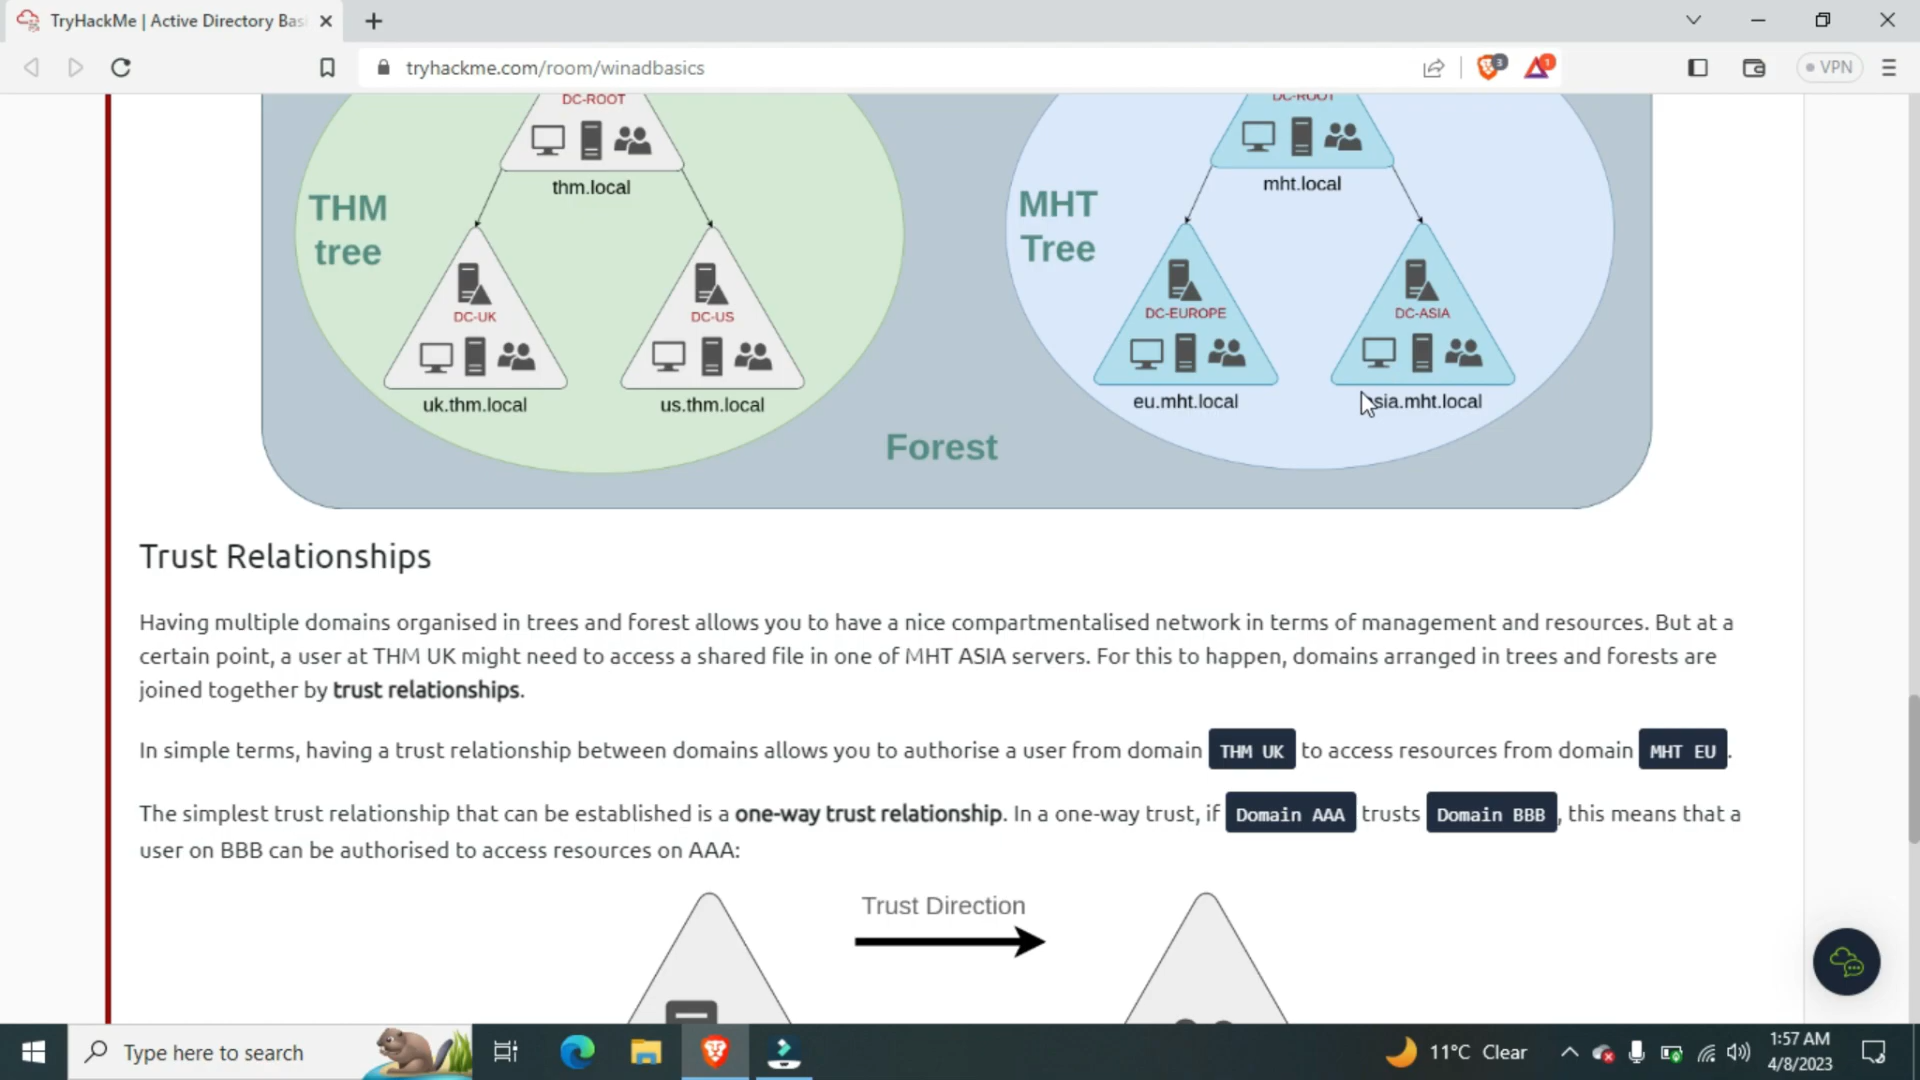 TryHackMe | Active Directory Bas
tryhackme.com/room/winadbasics
3
1
VPN
DC-ROOT
DC-ROOT
thm.local
mht.local
THM
tree
MHT
Tree
DC-UK
DC-US
DC-EUROPE
DC-ASIA
uk.thm.local
us.thm.local
eu.mht.local
sia.mht.local
Forest
Trust Relationships
Having multiple domains organised in trees and forest allows you to have a nice compartmentalised network in terms of management and resources. But at a
certain point, a user at THM UK might need to access a shared file in one of MHT ASIA servers. For this to happen, domains arranged in trees and forests are
joined together by trust relationships.
In simple terms, having a trust relationship between domains allows you to authorise a user from domain THM UK to access resources from domain MHT EU.
The simplest trust relationship that can be established is a one-way trust relationship. In a one-way trust, if Domain AAA trusts Domain BBB, this means that a
user on BBB can be authorised to access resources on AAA:
Trust Direction
Type here to search
11°C Clear
1:57 AM
4/8/2023